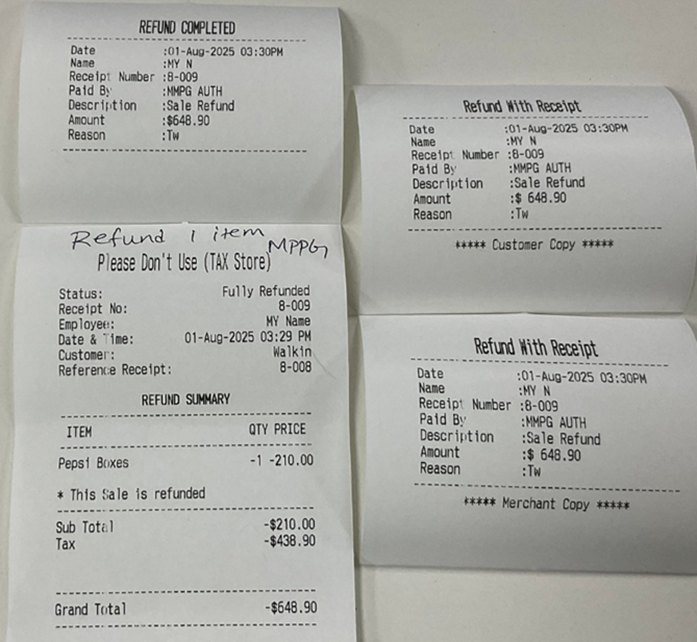 REFUND COMPLETED
Date :01-Aug-2025 03:30PM
Name :MY N
Receipt Number :8-009
Paid By :MMPG AUTH
Description :Sale Refund
Amount :$648.90
Reason :Tw
Refund 1 item
MPPG
Please Don't Use (TAX Store)
Status: Fully Refunded
Receipt No: 8-009
Employee: MY Name
Date & Time: 01-Aug-2025 03:29 PM
Customer: Walkin
Reference Receipt: 8-008
REFUND SUMMARY
ITEM QTY PRICE
Pepsi Boxes -1 -210.00
* This Sale is refunded
Sub Total -$210.00
Tax -$438.90
Grand Total -$648.90
Refund With Receipt
Date :01-Aug-2025 03:30PM
Name :MY N
Receipt Number :8-009
Paid By :MMPG AUTH
Description :Sale Refund
Amount :$ 648.90
Reason :Tw
***** Customer Copy *****
Refund With Receipt
Date :01-Aug-2025 03:30PM
Name :MY N
Receipt Number :8-009
Paid By :MMPG AUTH
Description :Sale Refund
Amount :$ 648.90
Reason :Tw
***** Merchant Copy *****